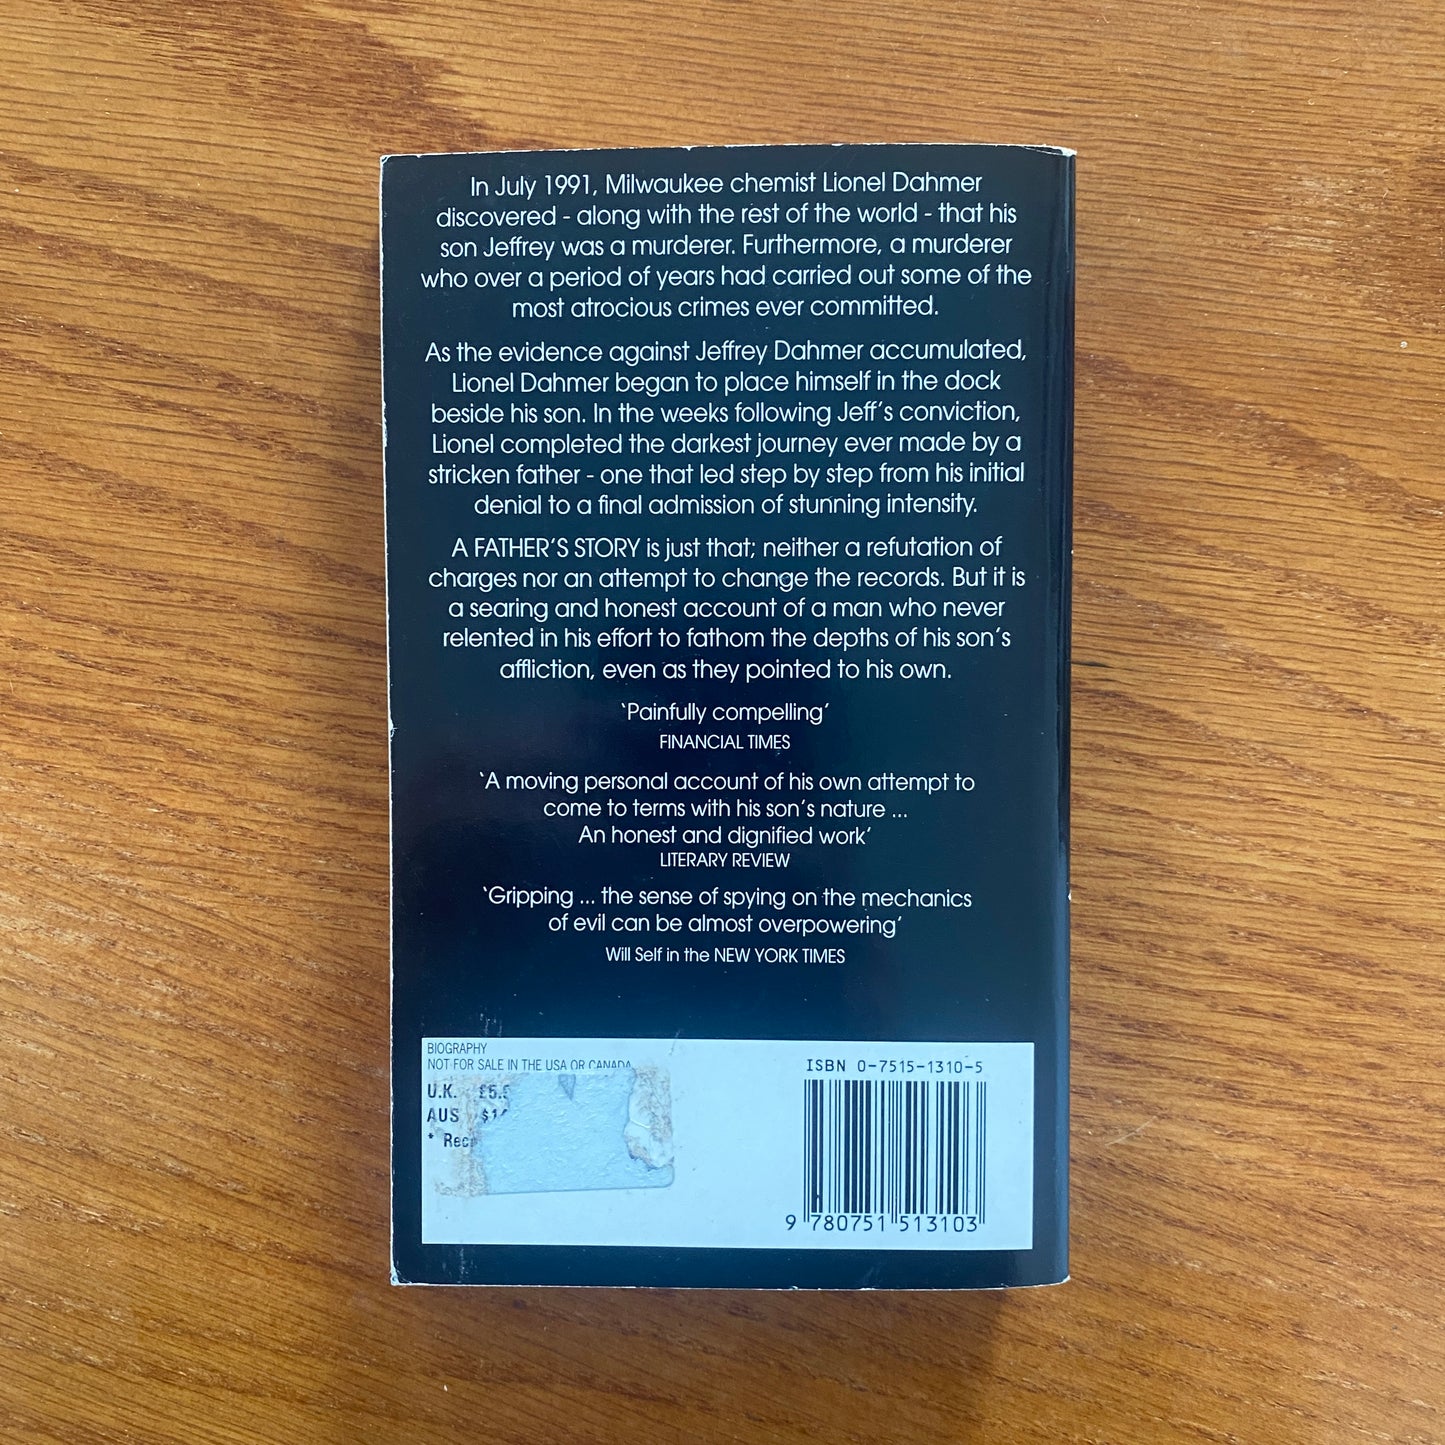 In July 1991, Milwaukee chemist Lionel Dahmer
discovered - along with the rest of the world - that his
son Jeffrey was a murderer. Furthermore, a murderer
who over a period of years had carried out some of the
most atrocious crimes ever committed.
As the evidence against Jeffrey Dahmer accumulated,
Lionel Dahmer began to place himself in the dock
beside his son. In the weeks following Jeff's conviction,
Lionel completed the darkest journey ever made by a
stricken father - one that led step by step from his initial
denial to a final admission of stunning intensity.
A FATHER'S STORY is just that; neither a refutation of
charges nor an attempt to change the records. But it is
a searing and honest account of a man who never
relented in his effort to fathom the depths of his son's
affliction, even as they pointed to his own.
‘Painfully compelling’
FINANCIAL TIMES
‘A moving personal account of his own attempt to
come to terms with his son's nature ...
An honest and dignified work’
LITERARY REVIEW
‘Gripping ... the sense of spying on the mechanics
of evil can be almost overpowering’
Will Self in the NEW YORK TIMES
BIOGRAPHY
NOT FOR SALE IN THE USA OR CANADA
ISBN 0-7515-1310-5
U.K. £5.
AUS $1
*
9 780751 513103